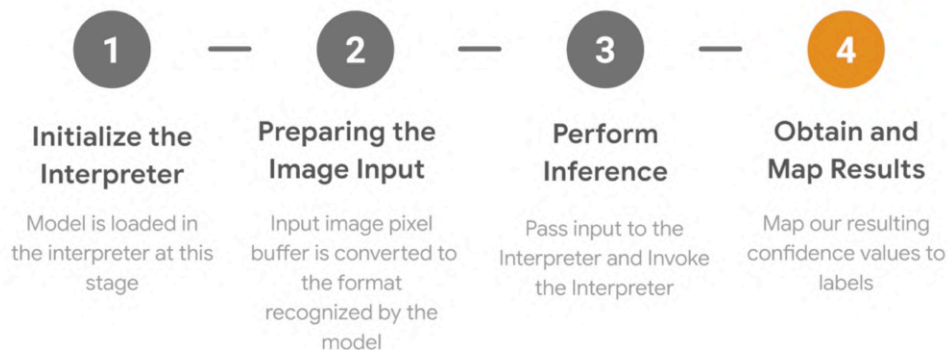 1
2
3
4
Initialize the
Interpreter
Model is loaded in
the interpreter at this
stage
Preparing the
Image Input
Input image pixel
buffer is converted to
the format
recognized by the
model
Perform
Inference
Pass input to the
Interpreter and Invoke
the Interpreter
Obtain and
Map Results
Map our resulting
confidence values to
labels